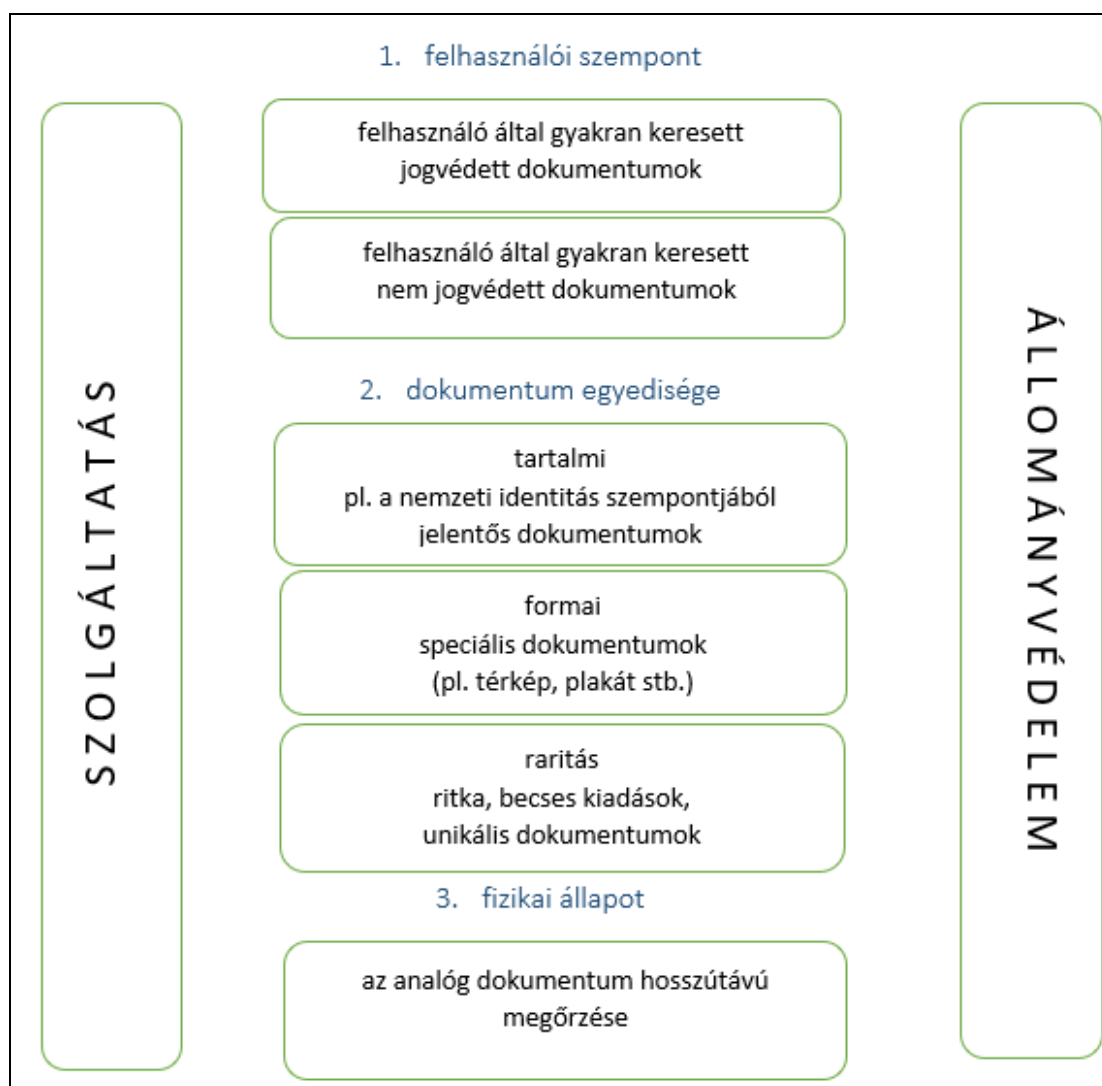 1. felhasználói szempont
SZOLGÁLTATÁS
felhasználó által gyakran keresett
jogvédett dokumentumok
felhasználó által gyakran keresett
nem jogvédett dokumentumok
2. dokumentum egyedisége
tartalmi
pl. a nemzeti identitás szempontjából
jelentős dokumentumok
formai
speciális dokumentumok
(pl. térkép, plakát stb.)
raritás
ritka, becses kiadások,
unikális dokumentumok
3. fizikai állapot
az analóg dokumentum hosszútávú
megőrzése
ÁLLOMÁNYVÉDELEM